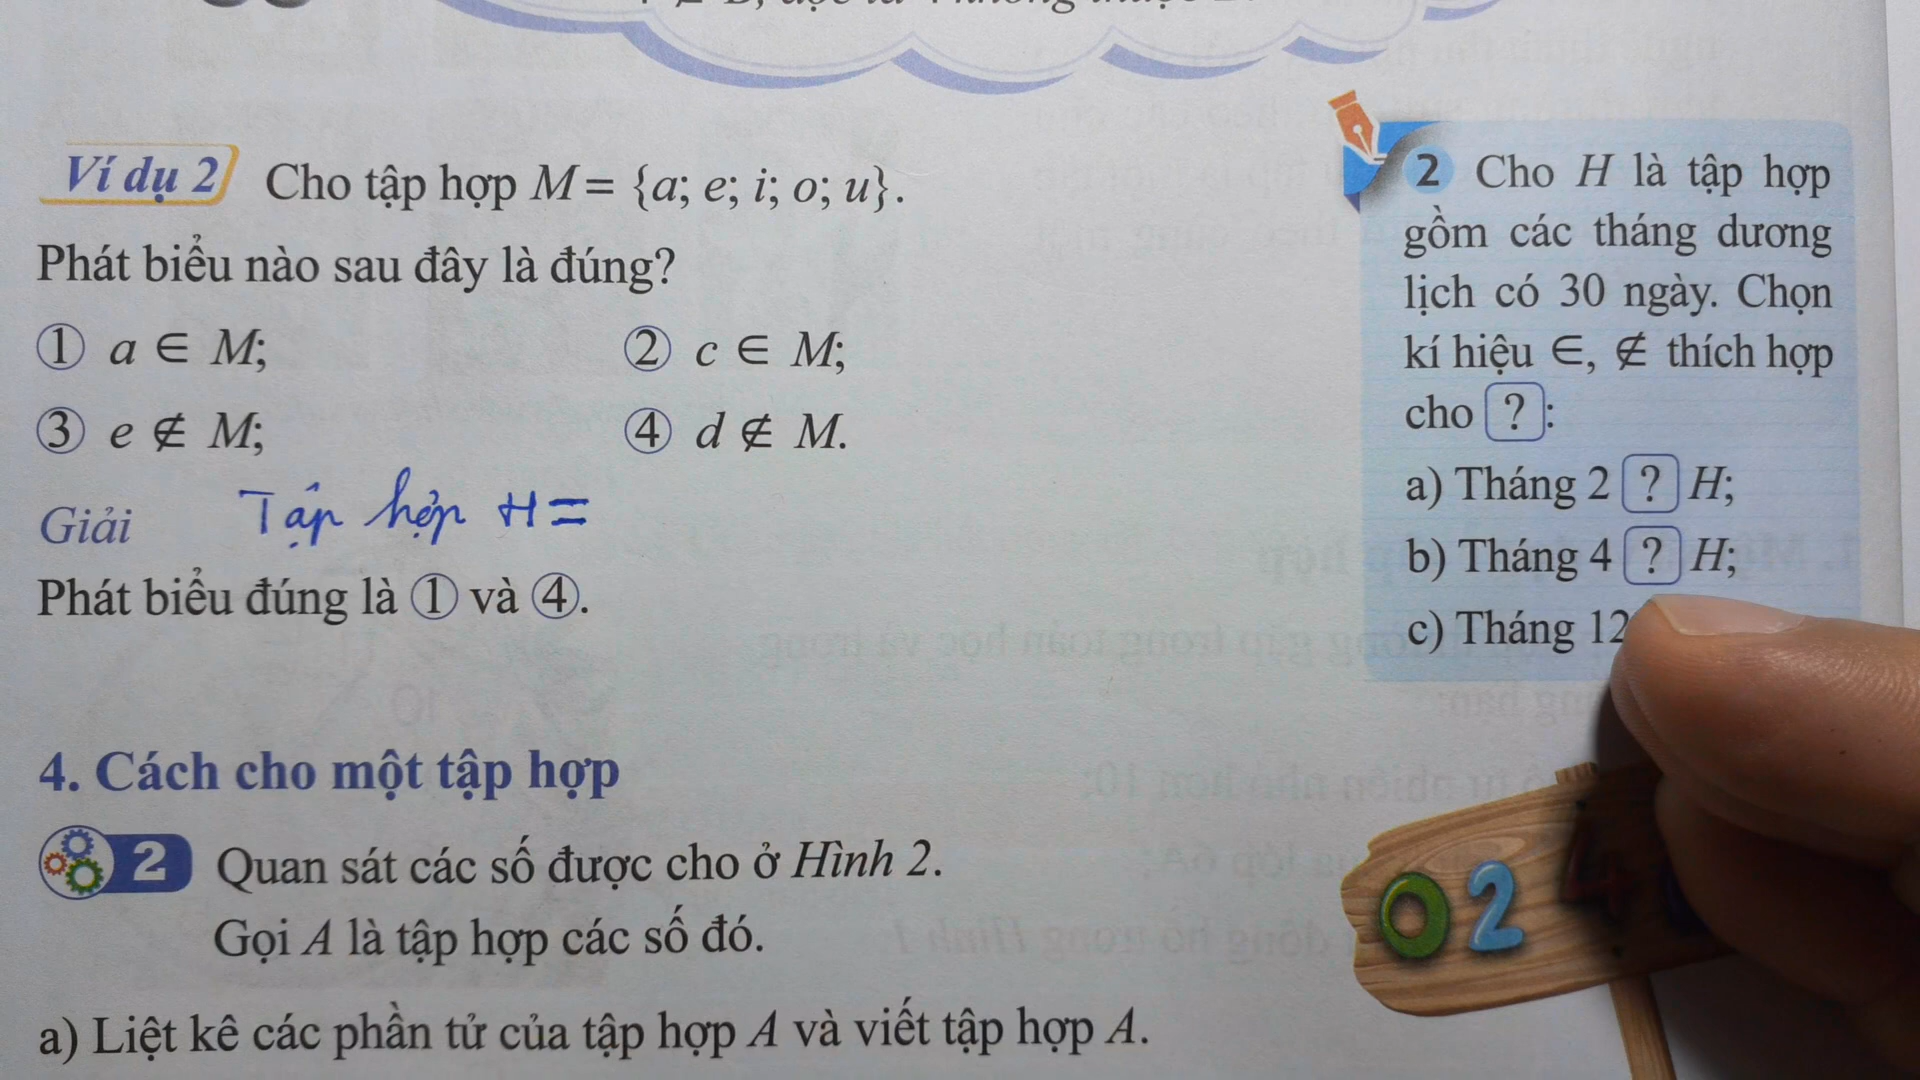 Ví dụ 2 Cho tập hợp M = {a; e; i; o; u}.
Phát biểu nào sau đây là đúng?
① a ∈ M; ② c ∈ M;
③ e ∉ M; ④ d ∉ M.
Giải
Tập hợp H =
Phát biểu đúng là ① và ④.
2 Cho H là tập hợp
gồm các tháng dương
lịch có 30 ngày. Chọn
kí hiệu ∈, ∉ thích hợp
cho ? :
a) Tháng 2 ? H;
b) Tháng 4 ? H;
c) Tháng 12
4. Cách cho một tập hợp
2 Quan sát các số được cho ở Hình 2.
Gọi A là tập hợp các số đó.
a) Liệt kê các phần tử của tập hợp A và viết tập hợp A.
0 2 4